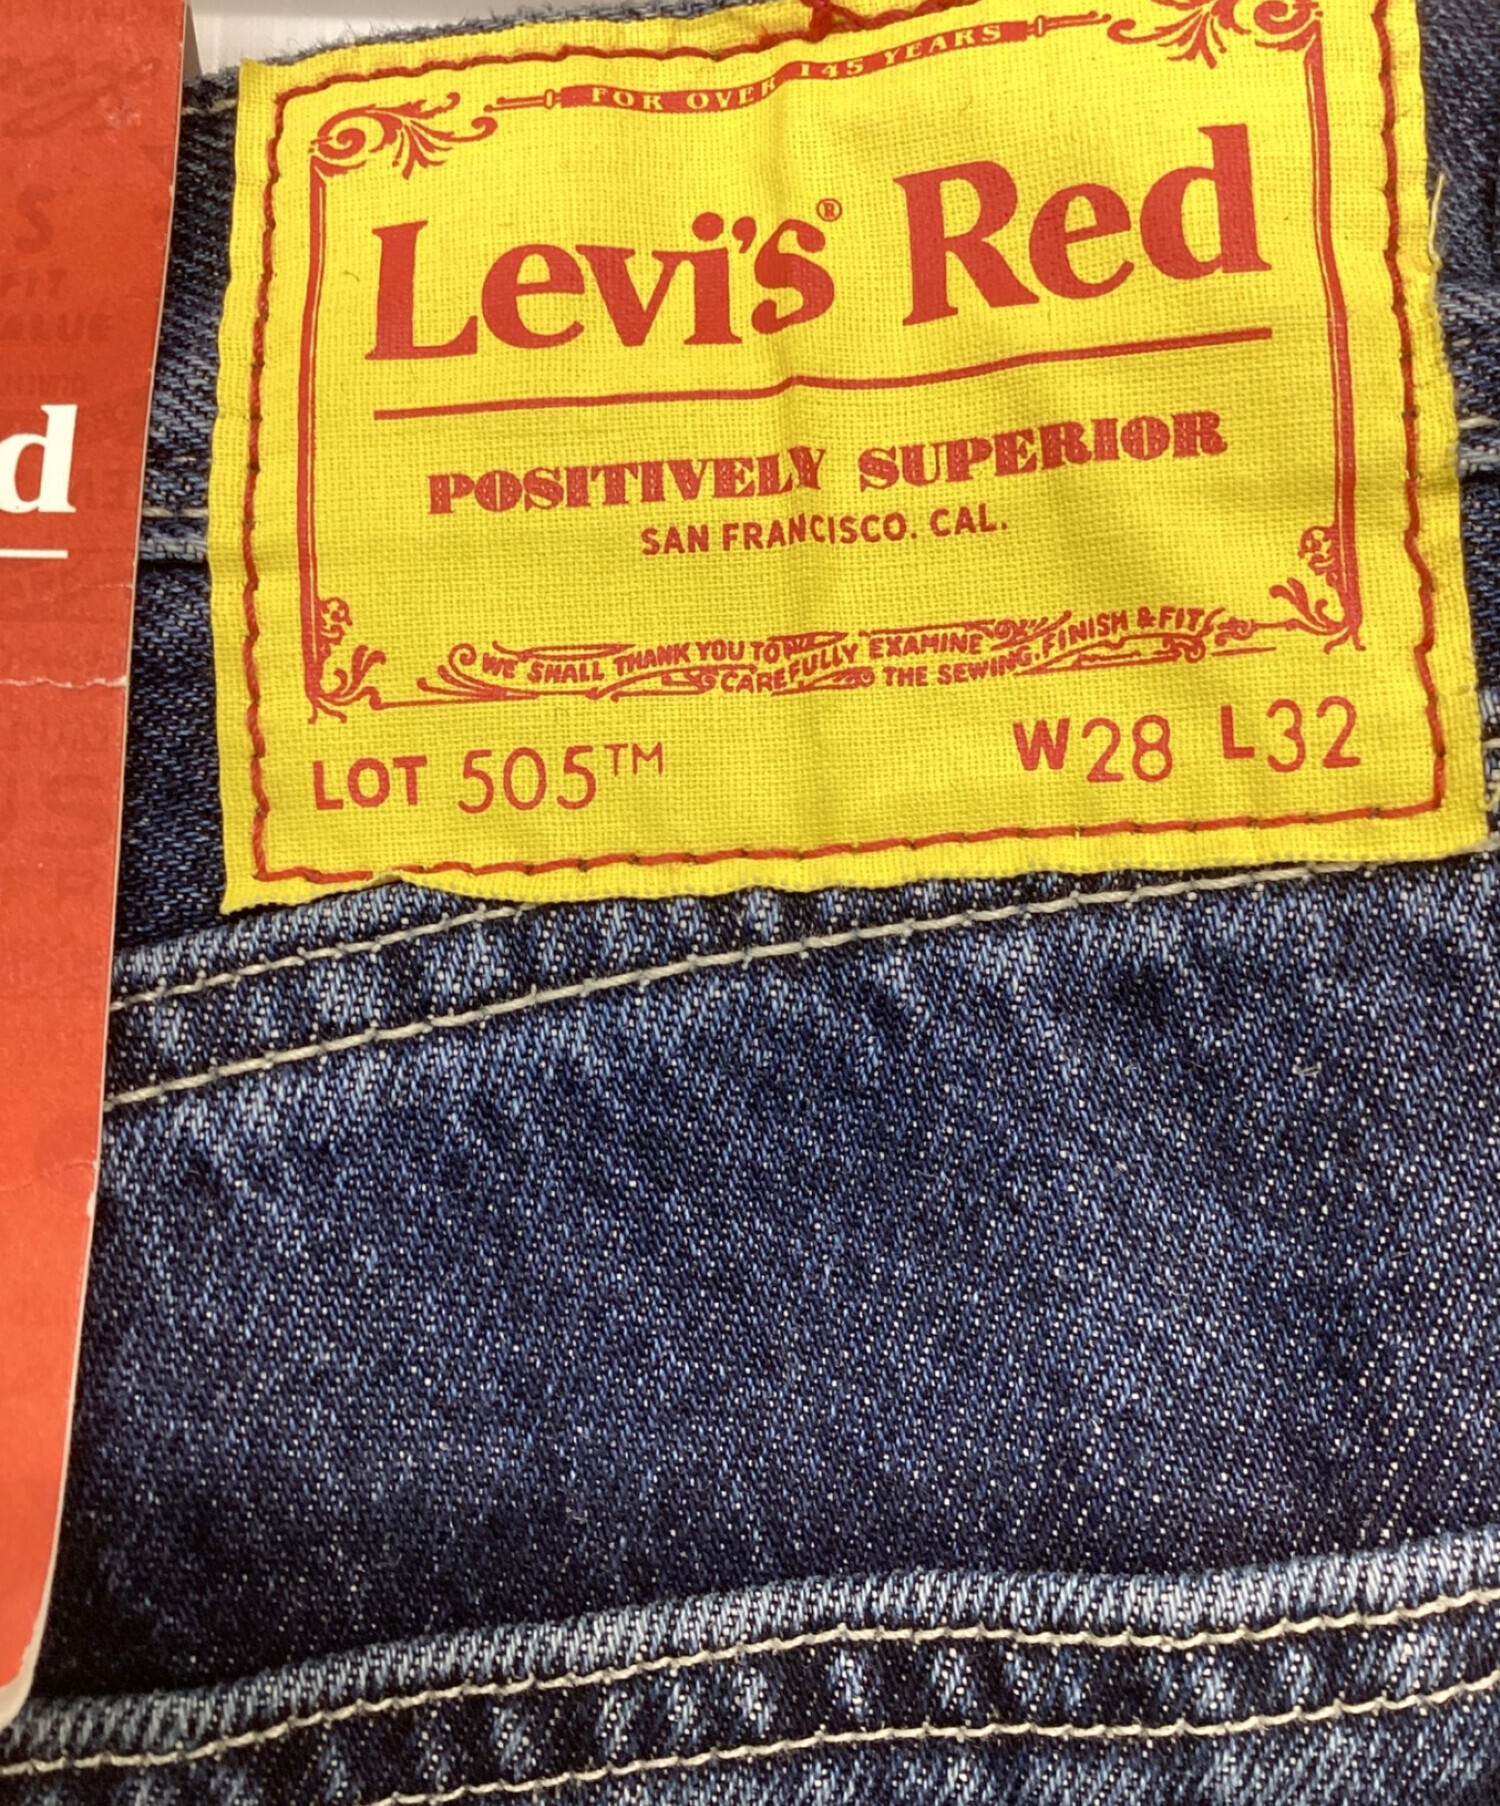 FOR OVER 145 YEARS
Levi's® Red
POSITIVELY SUPERIOR
SAN FRANCISCO. CAL.
WE SHALL THANK YOU TO CAREFULLY EXAMINE THE SEWING, FINISH & FIT
LOT 505™ W28 L32
S
FIT
d